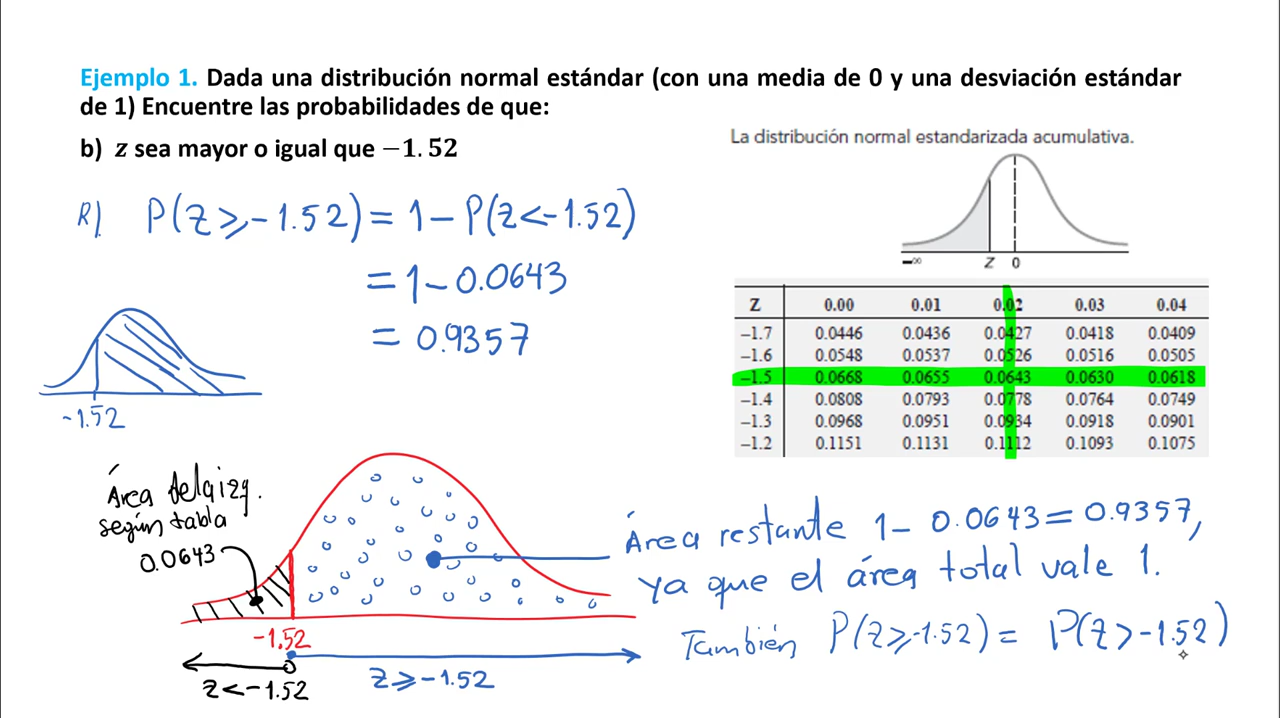 Ejemplo 1. Dada una distribución normal estándar (con una media de 0 y una desviación estándar
de 1) Encuentre las probabilidades de que:
b) z sea mayor o igual que −1.52
R). P(Z ≥ -1.52) = 1 - P(Z < -1.52)
= 1 - 0.0643
= 0.9357
-1.52
La distribución normal estandarizada acumulativa.
-∞ Z 0
Z 0.00 0.01 0.02 0.03 0.04
−1.7 0.0446 0.0436 0.0427 0.0418 0.0409
−1.6 0.0548 0.0537 0.0526 0.0516 0.0505
−1.5 0.0668 0.0655 0.0643 0.0630 0.0618
−1.4 0.0808 0.0793 0.0778 0.0764 0.0749
−1.3 0.0968 0.0951 0.0934 0.0918 0.0901
−1.2 0.1151 0.1131 0.1112 0.1093 0.1075
Área de la izq.
según tabla
0.0643
-1.52
Z < -1.52
Z ≥ -1.52
Área restante 1 - 0.0643 = 0.9357,
ya que el área total vale 1.
También P(Z ≥ -1.52) = P(Z > -1.52)